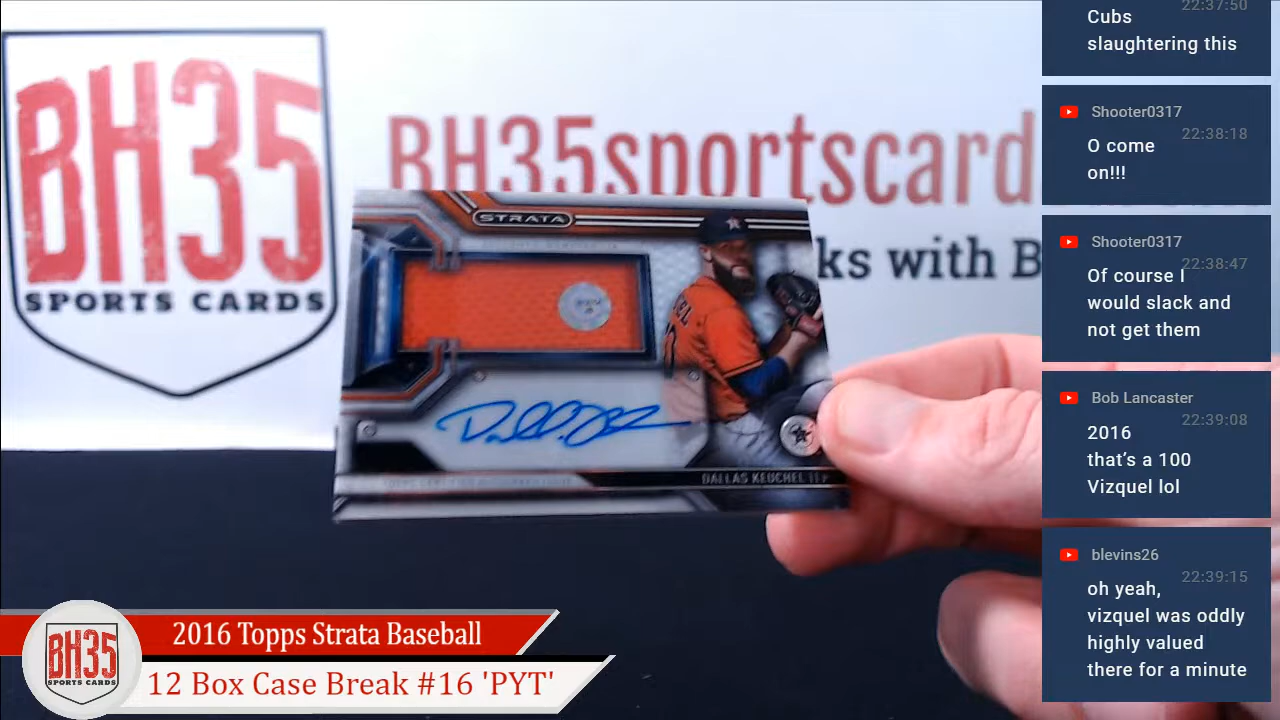 BH35
SPORTS CARDS
BH35sportscard
ks with B
STRATA
DALLAS KEUCHEL
2016 Topps Strata Baseball
12 Box Case Break #16 'PYT'
BH35
SPORTS CARDS
22:37:50
Cubs
slaughtering this
Shooter0317
22:38:18
O come
on!!!
Shooter0317
22:38:47
Of course I
would slack and
not get them
Bob Lancaster
22:39:08
2016
that's a 100
Vizquel lol
blevins26
22:39:15
oh yeah,
vizquel was oddly
highly valued
there for a minute